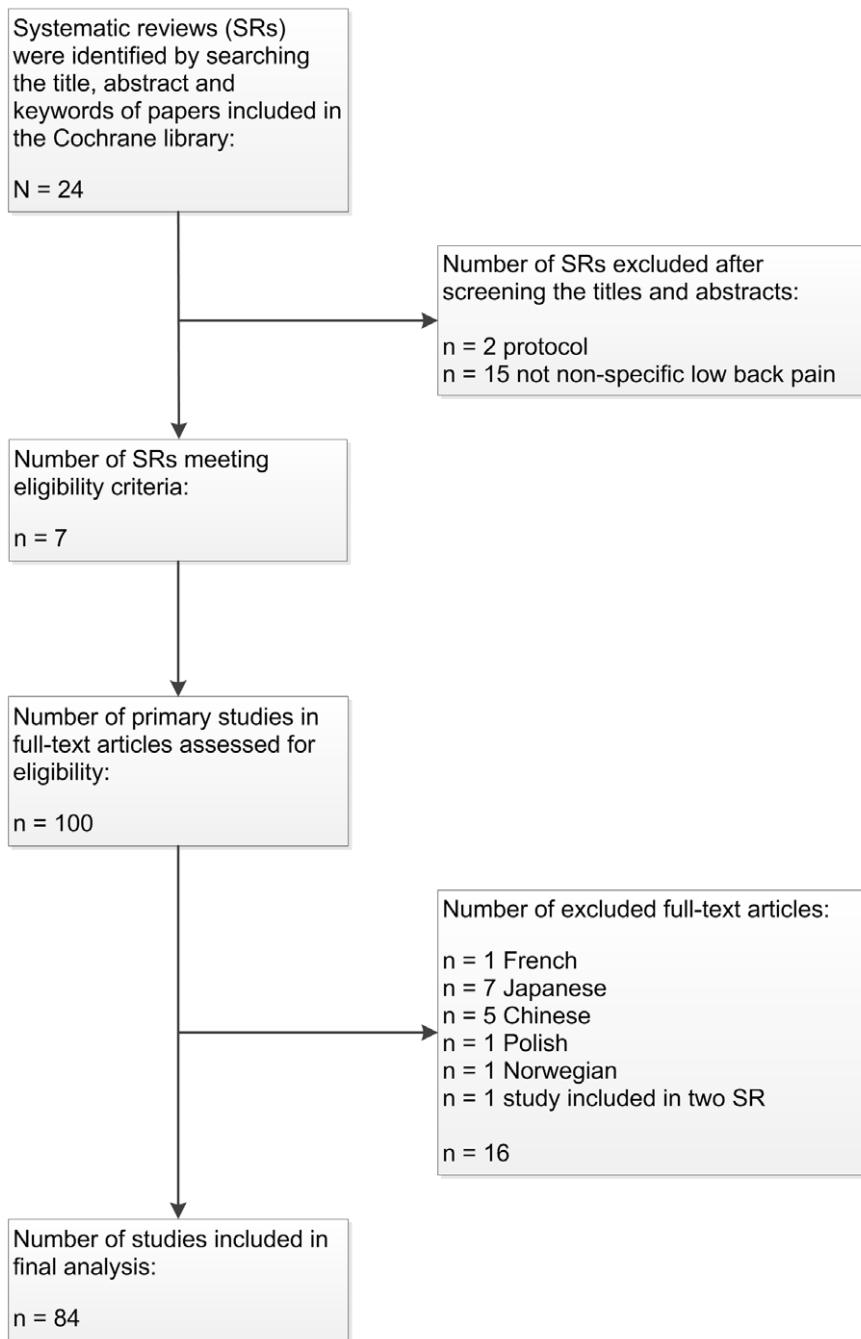 Systematic reviews (SRs)
were identified by searching
the title, abstract and
keywords of papers included in
the Cochrane library:
N = 24
Number of SRs excluded after
screening the titles and abstracts:
n = 2 protocol
n = 15 not non-specific low back pain
Number of SRs meeting
eligibility criteria:
n = 7
Number of primary studies in
full-text articles assessed for
eligibility:
n = 100
Number of excluded full-text articles:
n = 1 French
n = 7 Japanese
n = 5 Chinese
n = 1 Polish
n = 1 Norwegian
n = 1 study included in two SR
n = 16
Number of studies included in
final analysis:
n = 84